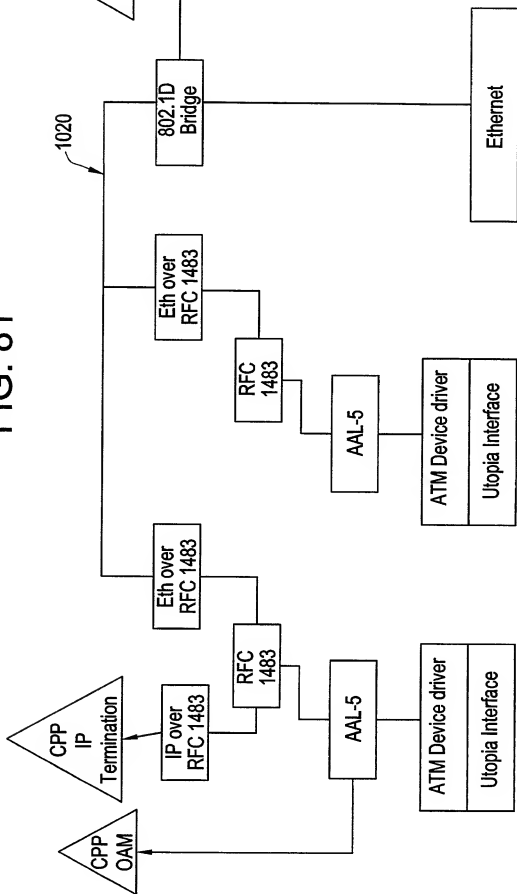 FIG.
1020
802.1D
Bridge
Eth over
RFC 1483
Eth over
RFC 1483
CPP
IP
Termination
CPP
OAM
IP over
RFC 1483
RFC
1483
RFC
1483
AAL-5
AAL-5
ATM Device driver
Utopia Interface
ATM Device driver
Utopia Interface
Ethernet